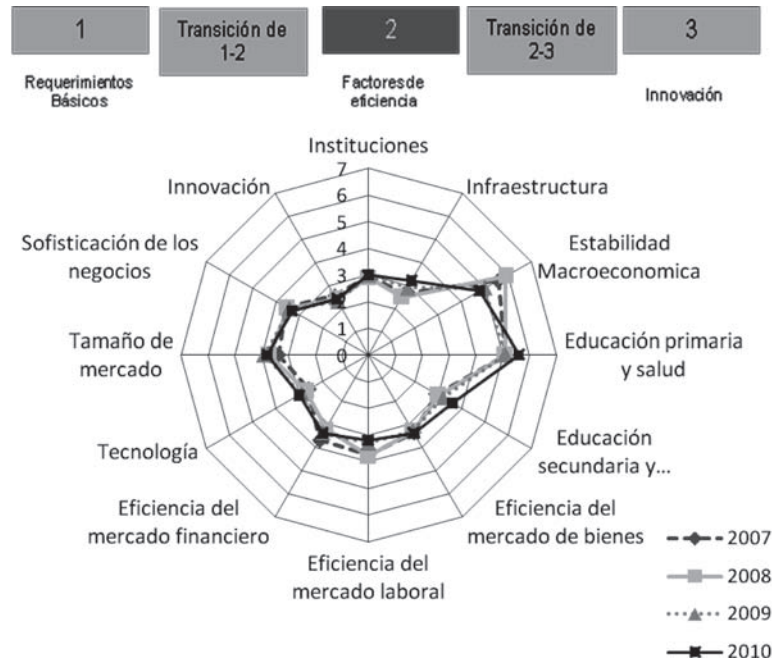 1
Transición de
1-2
2
Transición de
2-3
3
Requerimientos
Básicos
Factores de
eficiencia
Innovación
Instituciones
Infraestructura
Estabilidad
Macroeconomica
Educación primaria
y salud
Educación
secundaria y...
Eficiencia del
mercado de bienes
Eficiencia del
mercado laboral
Eficiencia del
mercado financiero
Tecnología
Tamaño de
mercado
Sofisticación de los
negocios
Innovación
7
6
5
4
3
2
1
0
2007
2008
2009
2010